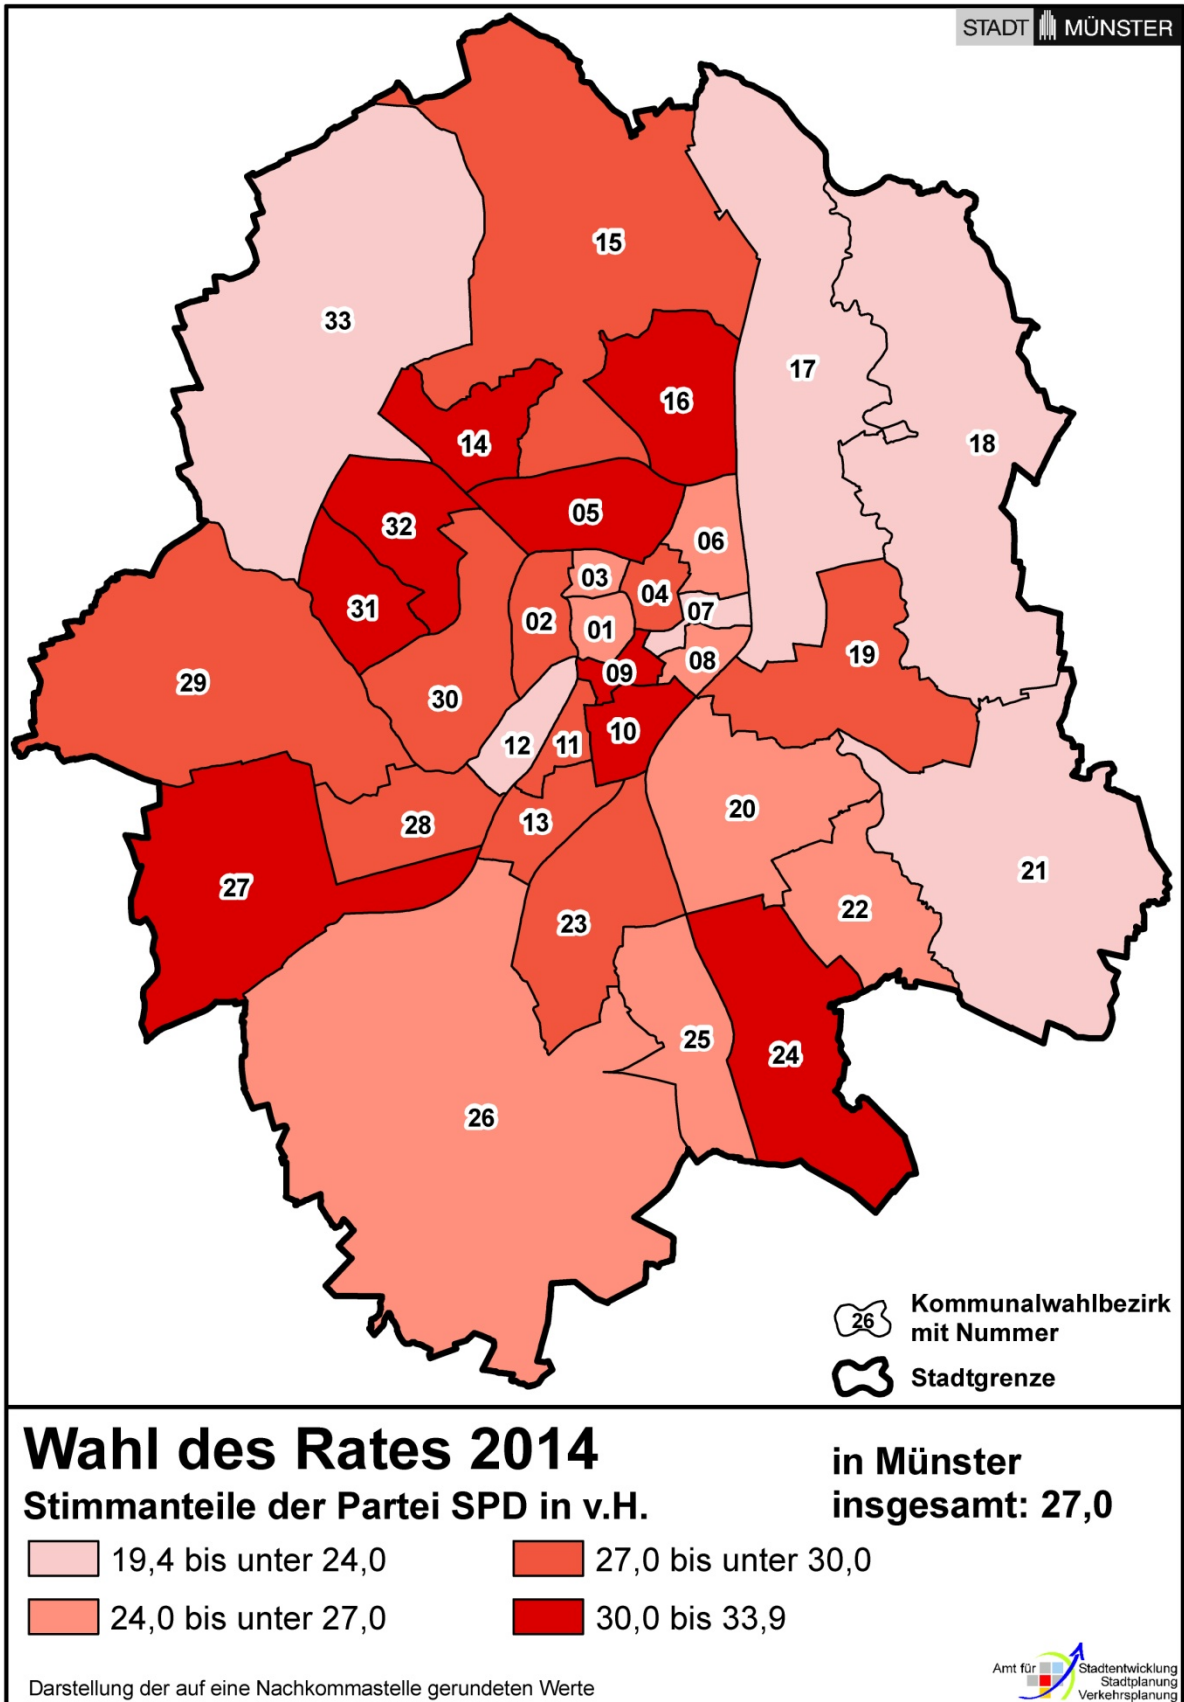 STADT MÜNSTER
15
33
17
16
18
14
05
32
06
03
04
31
07
02
01
19
08
09
29
30
10
12
11
20
28
13
21
27
22
23
25
24
26
26 Kommunalwahlbezirk
mit Nummer
Stadtgrenze
Wahl des Rates 2014
Stimmanteile der Partei SPD in v.H.
in Münster
insgesamt: 27,0
19,4 bis unter 24,0
27,0 bis unter 30,0
24,0 bis unter 27,0
30,0 bis 33,9
Darstellung der auf eine Nachkommastelle gerundeten Werte
Amt für Stadtentwicklung
Stadtplanung
Verkehrsplanung